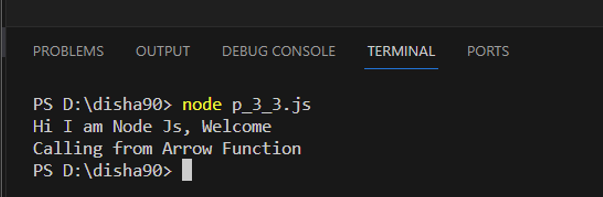 PROBLEMS OUTPUT DEBUG CONSOLE TERMINAL PORTS
PS D:\disha90> node p_3_3.js
Hi I am Node Js, Welcome
Calling from Arrow Function
PS D:\disha90>